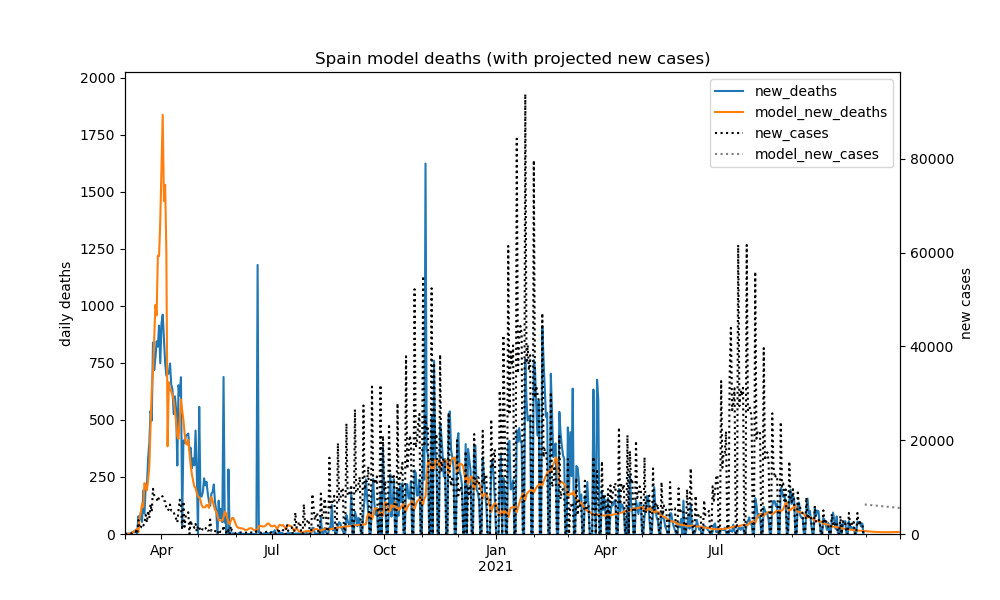 Spain model deaths (with projected new cases)
new_deaths
model_new_deaths
new_cases
model_new_cases
daily deaths
2000
1750
1500
1250
1000
750
500
250
0
new cases
80000
60000
40000
20000
0
Apr
Jul
Oct
Jan
2021
Apr
Jul
Oct